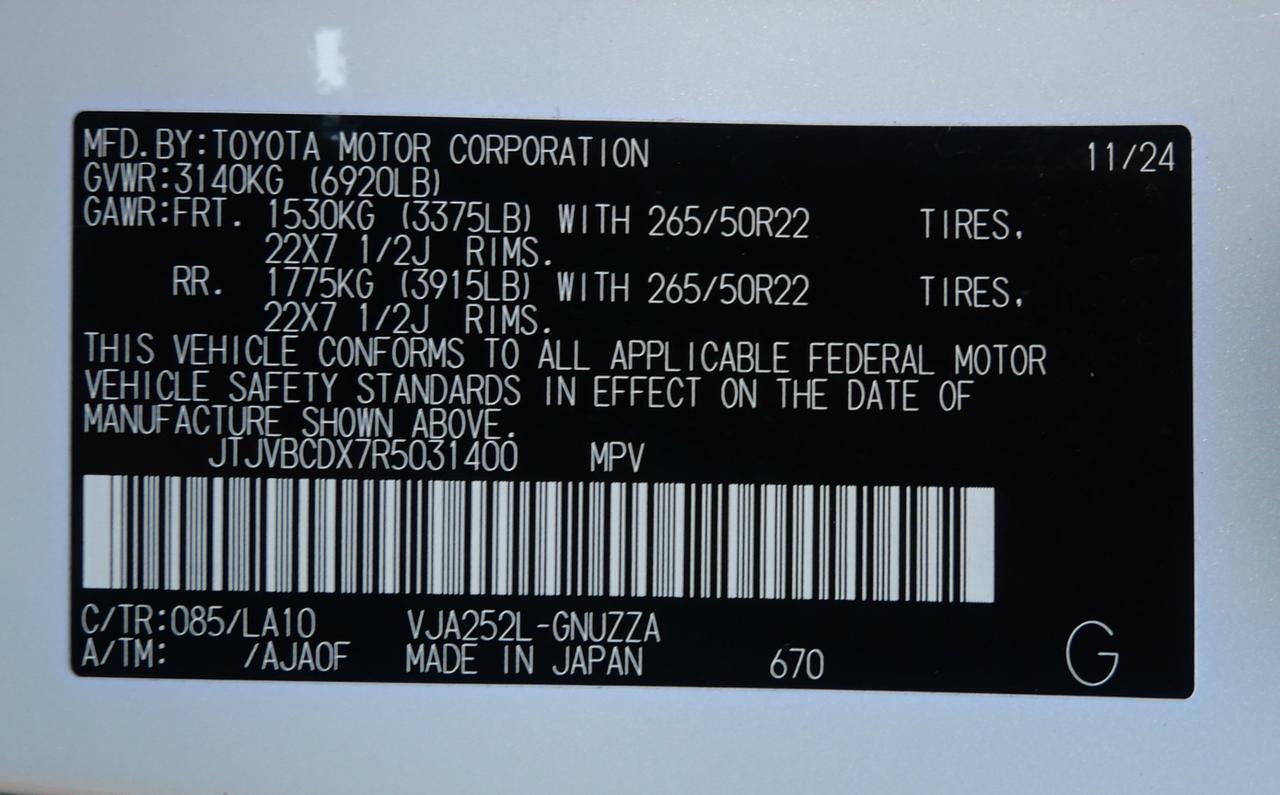 MFD.BY:TOYOTA MOTOR CORPORATION 11/24
GVWR:3140KG (6920LB)
GAWR:FRT. 1530KG (3375LB) WITH 265/50R22 TIRES.
22X7 1/2J RIMS.
RR. 1775KG (3915LB) WITH 265/50R22 TIRES.
22X7 1/2J RIMS.
THIS VEHICLE CONFORMS TO ALL APPLICABLE FEDERAL MOTOR
VEHICLE SAFETY STANDARDS IN EFFECT ON THE DATE OF
MANUFACTURE SHOWN ABOVE.
JTJVBCDX7R5031400 MPV
C/TR:085/LA10 VJA252L-GNUZZA
A/TM: /AJA0F MADE IN JAPAN 670 G